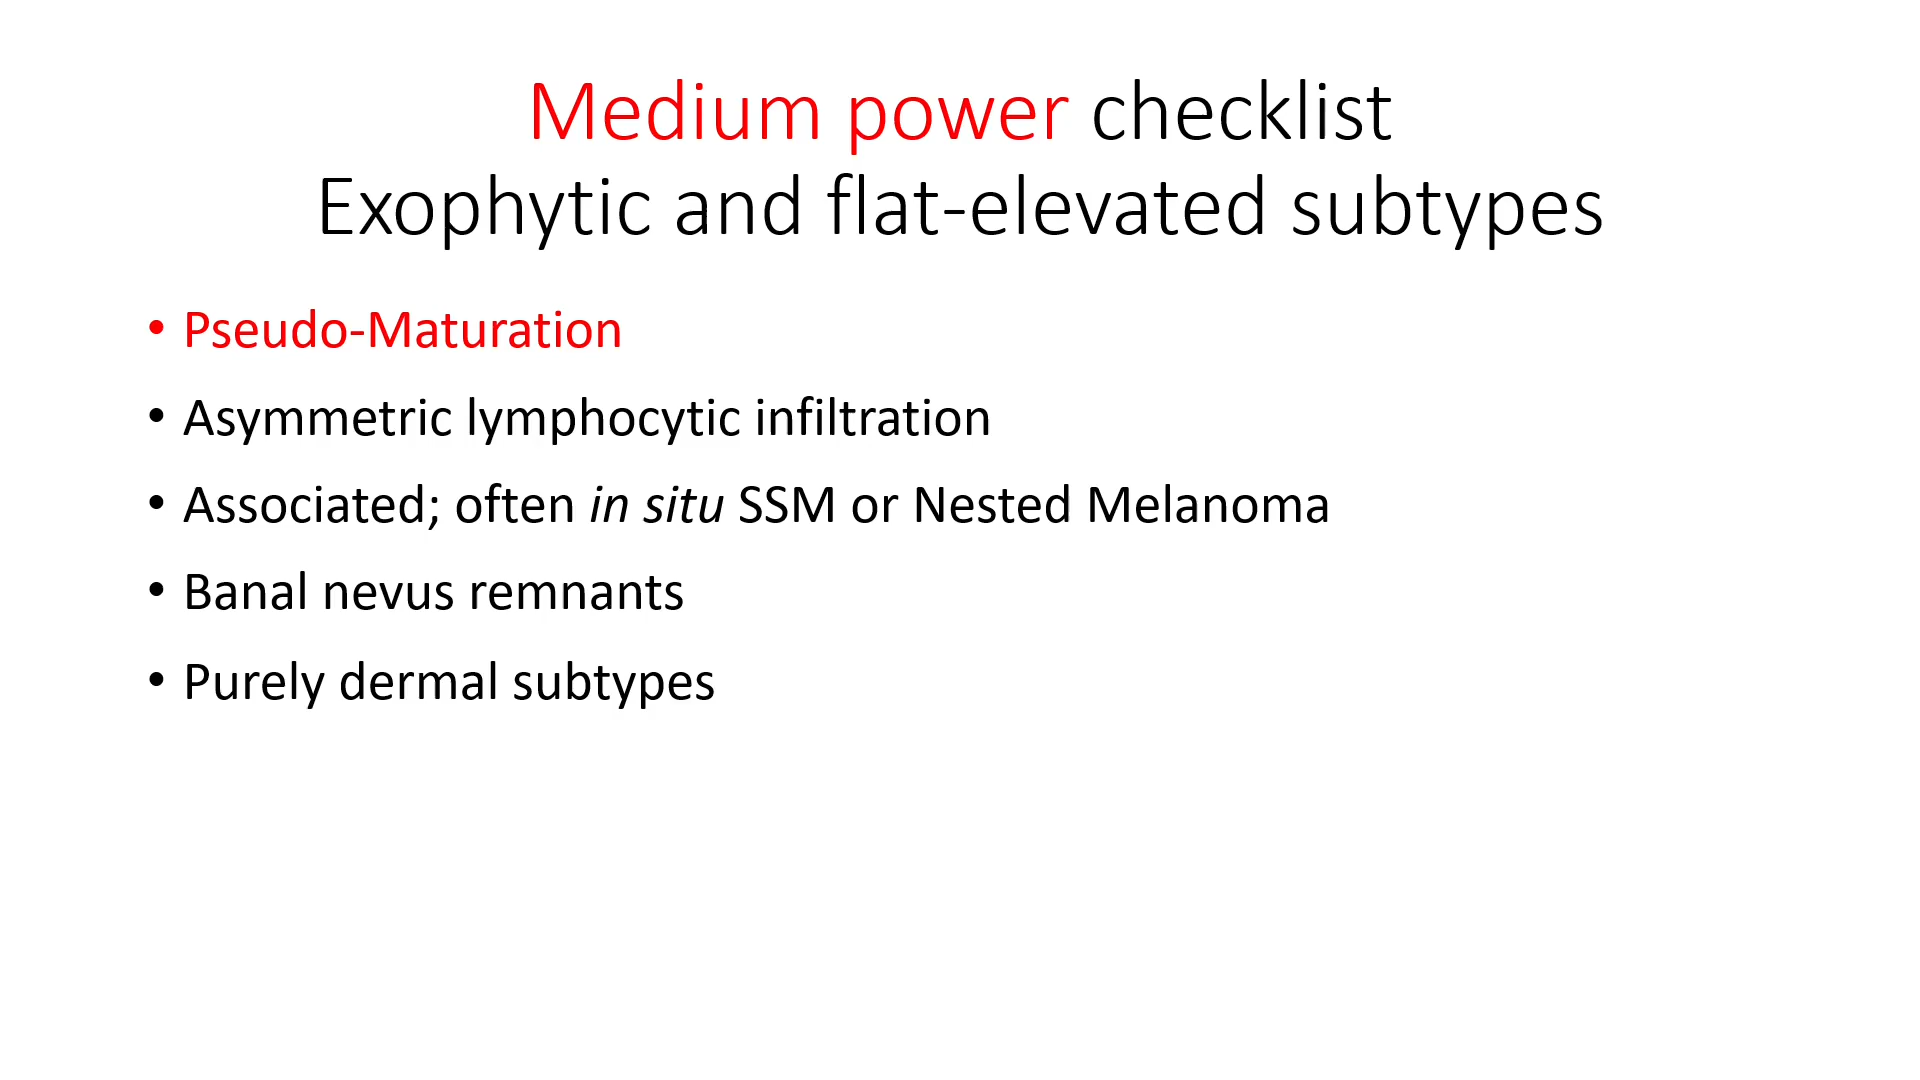 Medium power checklist
Exophytic and flat-elevated subtypes
• Pseudo-Maturation
• Asymmetric lymphocytic infiltration
• Associated; often in situ SSM or Nested Melanoma
• Banal nevus remnants
• Purely dermal subtypes